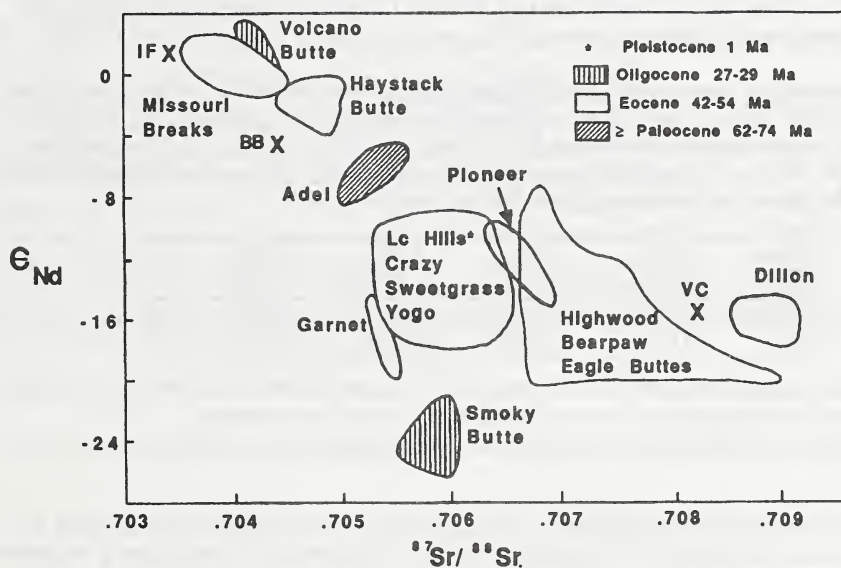 Volcano
Butte
IF X
* Pleistocene 1 Ma
Oligocene 27-29 Ma
Eocene 42-54 Ma
≥ Paleocene 62-74 Ma
Haystack
Butte
Missouri
Breaks
BB X
Adel
Pioneer
Lc Hills*
Crazy
Sweetgrass
Yogo
Garnet
Highwood
Bearpaw
Eagle Buttes
VC
X
Dillon
Smoky
Butte
ЄNd
0
-8
-16
-24
.703
.704
.705
.706
.707
.708
.709
⁸⁷Sr/ ⁸⁸Sr.